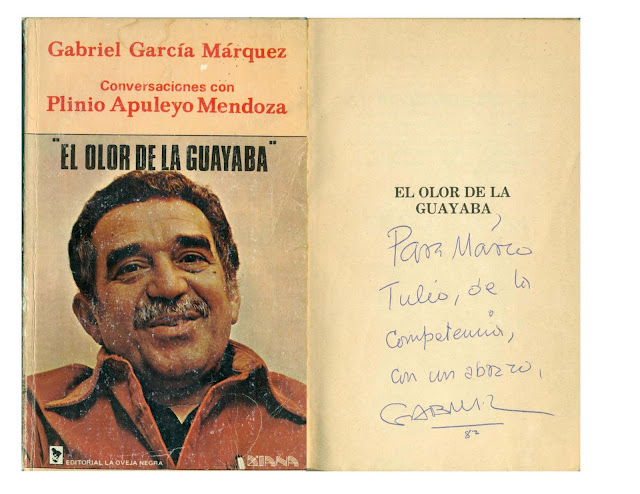 Gabriel García Márquez
Conversaciones con
Plinio Apuleyo Mendoza
"EL OLOR DE LA GUAYABA"
EDITORIAL LA OVEJA NEGRA
DIANA
EL OLOR DE LA
GUAYABA,
Para Marco
Tulio, de la
competencia,
con un abrazo,
GABRIEL
82